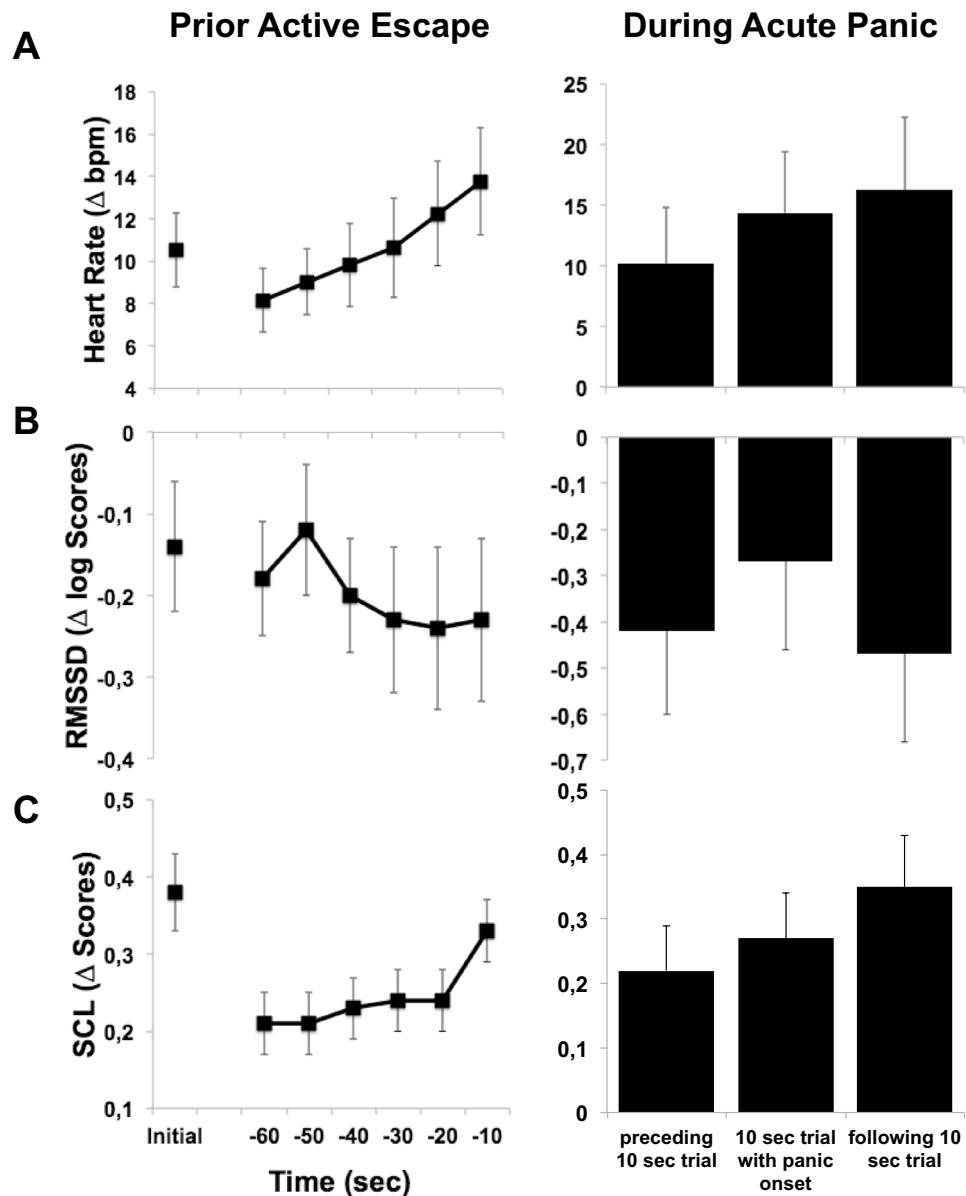 Prior Active Escape
During Acute Panic
A
Heart Rate (Δ bpm)
18
16
14
12
10
8
6
4
25
20
15
10
5
0
B
RMSSD (Δ log Scores)
0
-0,1
-0,2
-0,3
-0,4
0
-0,1
-0,2
-0,3
-0,4
-0,5
-0,6
-0,7
C
SCL (Δ Scores)
0,5
0,4
0,3
0,2
0,1
Initial -60 -50 -40 -30 -20 -10
Time (sec)
0,5
0,4
0,3
0,2
0,1
0
preceding
10 sec trial
10 sec trial
with panic
onset
following 10
sec trial